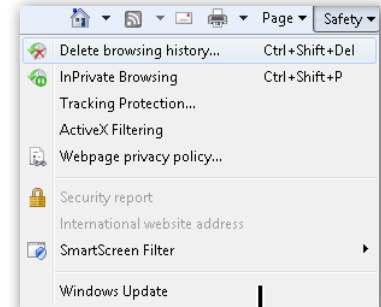 Page Safety
Delete browsing history... Ctrl+Shift+Del
InPrivate Browsing Ctrl+Shift+P
Tracking Protection...
ActiveX Filtering
Webpage privacy policy...
Security report
International website address
SmartScreen Filter
Windows Update